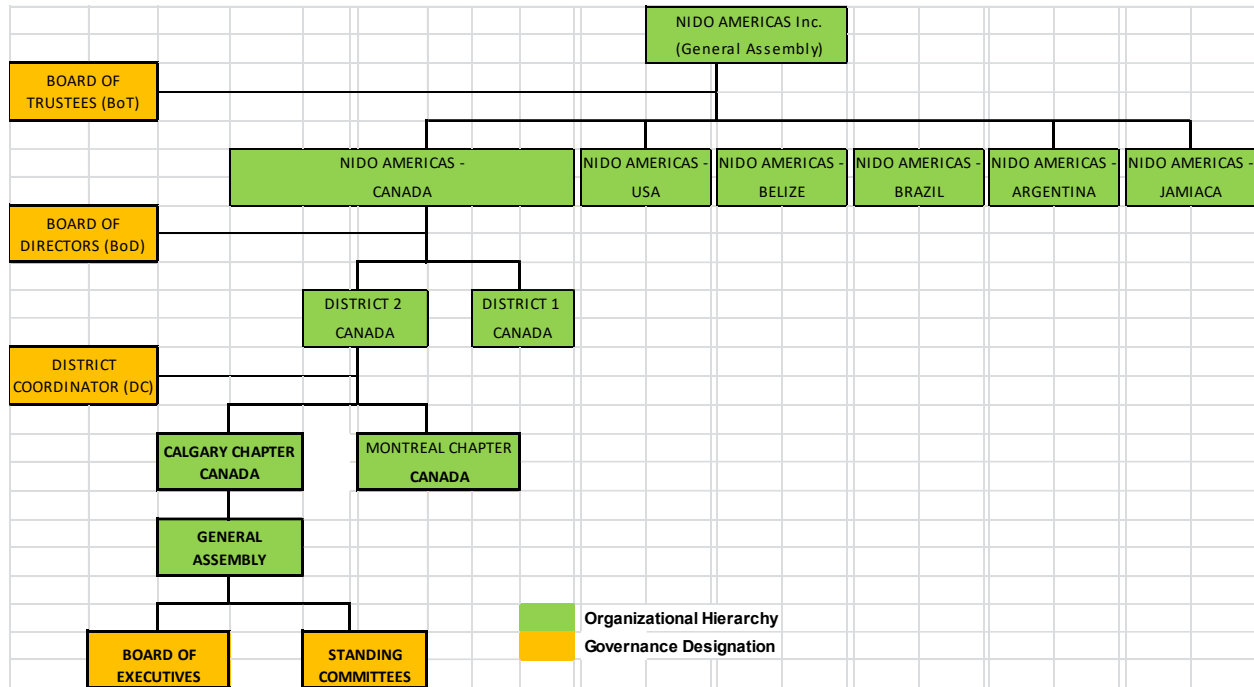 NIDO AMERICAS Inc.
(General Assembly)
BOARD OF
TRUSTEES (BoT)
NIDO AMERICAS -
CANADA
NIDO AMERICAS -
USA
NIDO AMERICAS -
BELIZE
NIDO AMERICAS -
BRAZIL
NIDO AMERICAS -
ARGENTINA
NIDO AMERICAS -
JAMIACA
BOARD OF
DIRECTORS (BoD)
DISTRICT 2
CANADA
DISTRICT 1
CANADA
DISTRICT
COORDINATOR (DC)
CALGARY CHAPTER
CANADA
MONTREAL CHAPTER
CANADA
GENERAL
ASSEMBLY
BOARD OF
EXECUTIVES
STANDING
COMMITTEES
Organizational Hierarchy
Governance Designation